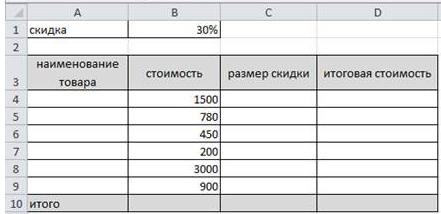 A B C D
1 скидка 30%
2
3 наименование товара стоимость размер скидки итоговая стоимость
4 1500
5 780
6 450
7 200
8 3000
9 900
10 итого